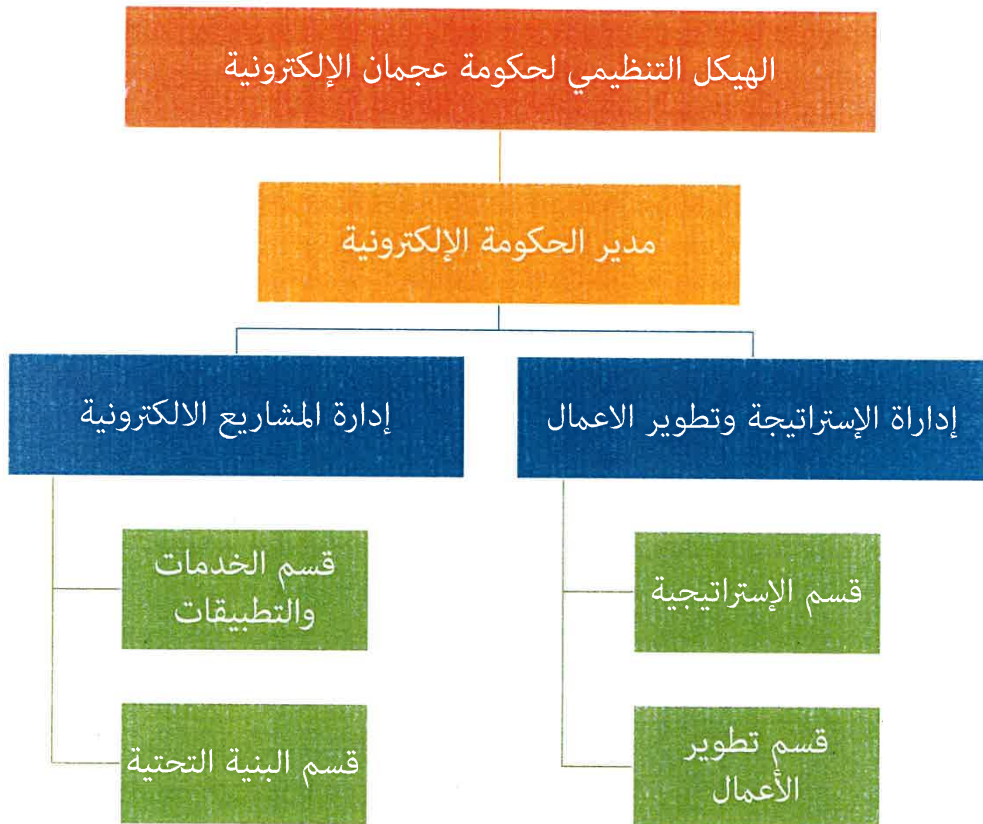 الهيكل التنظيمي لحكومة عجمان الإلكترونية
مدير الحكومة الإلكترونية
إداراة الإستراتيجة وتطوير الاعمال
إدارة المشاريع الالكترونية
قسم الإستراتيجية
قسم الخدمات
والتطبيقات
قسم تطوير
الأعمال
قسم البنية التحتية